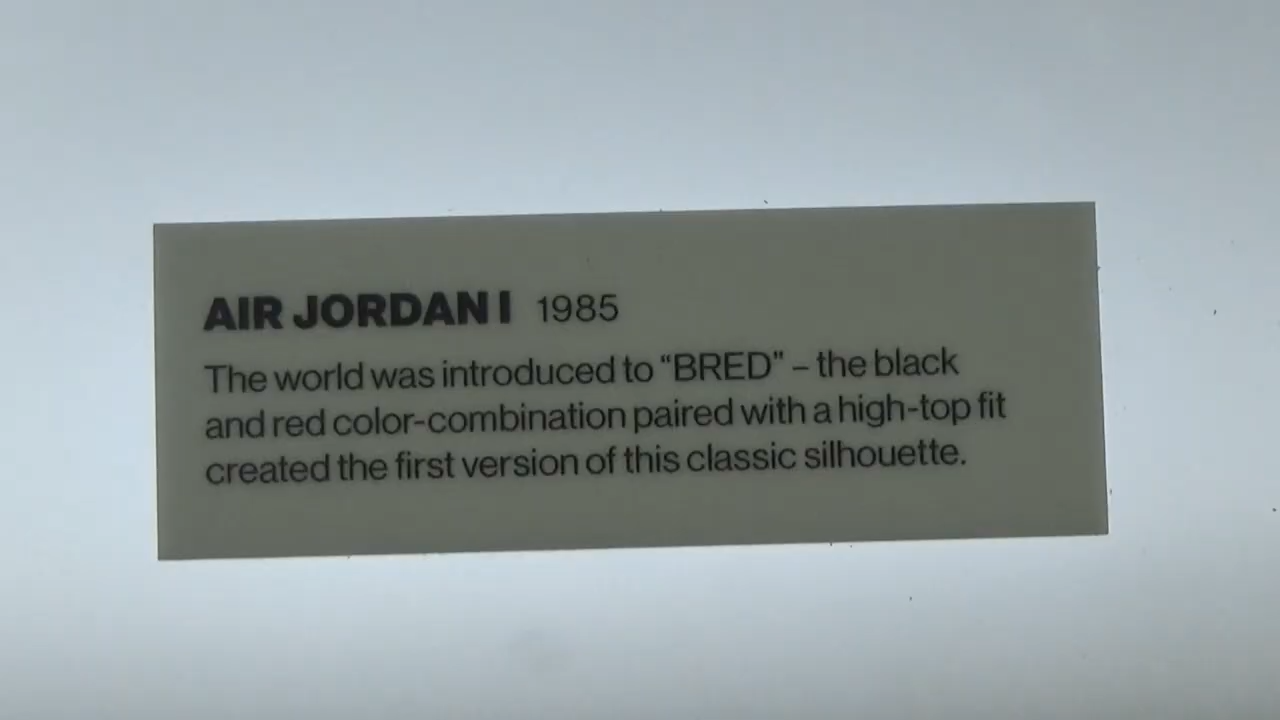 AIR JORDAN I 1985
The world was introduced to “BRED” – the black
and red color-combination paired with a high-top fit
created the first version of this classic silhouette.